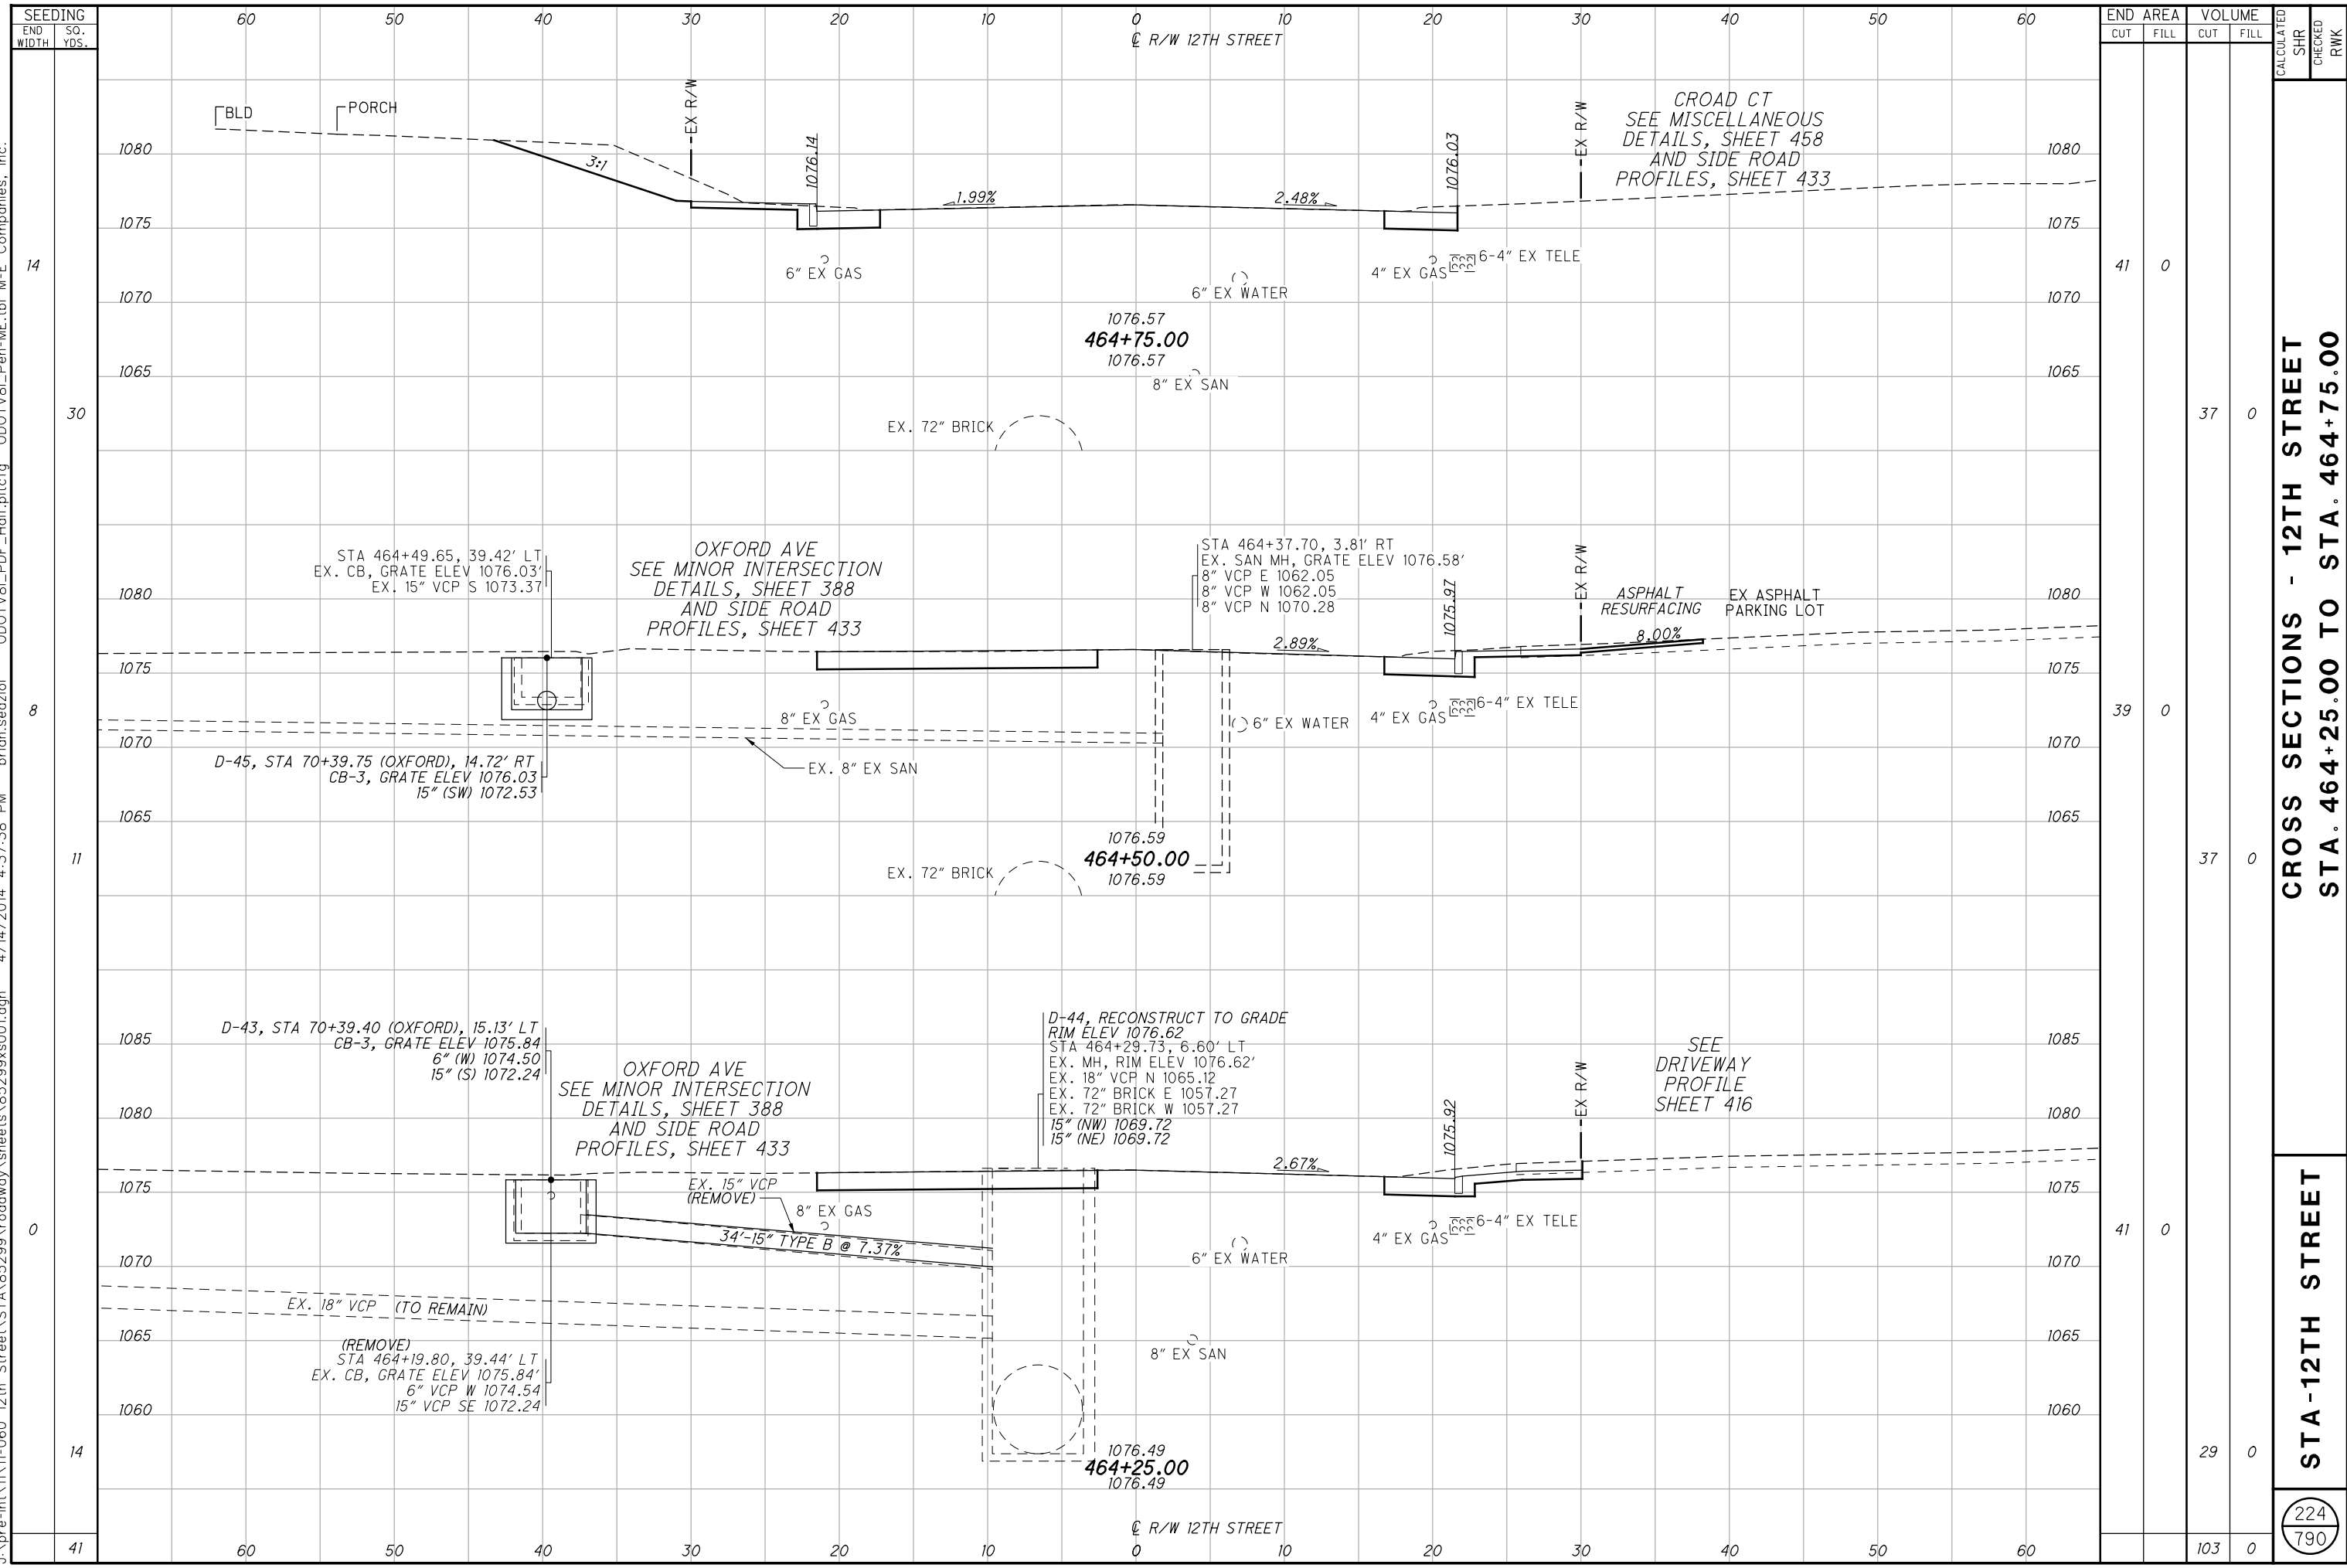 SEEDING
END WIDTH
SQ. YDS.
60 50 40 30 20 10 0 10 20 30 40 50 60
℄ R/W 12TH STREET
END AREA
VOLUME
CUT FILL CUT FILL
CALCULATED
SHR
CHECKED
RWK
BLD
PORCH
EX R/W
1076.14
1076.03
EX R/W
CROAD CT
SEE MISCELLANEOUS
DETAILS, SHEET 458
AND SIDE ROAD
PROFILES, SHEET 433
1080
3:1
1080
1.99%
2.48%
1075
1075
14
6" EX GAS
6" EX WATER
4" EX GAS
6-4" EX TELE
41 0
1070
1070
1076.57
464+75.00
1076.57
1065
1065
8" EX SAN
30
EX. 72" BRICK
37 0
STA 464+49.65, 39.42' LT
EX. CB, GRATE ELEV 1076.03'
EX. 15" VCP S 1073.37
OXFORD AVE
SEE MINOR INTERSECTION
DETAILS, SHEET 388
AND SIDE ROAD
PROFILES, SHEET 433
STA 464+37.70, 3.81' RT
EX. SAN MH, GRATE ELEV 1076.58'
8" VCP E 1062.05
8" VCP W 1062.05
8" VCP N 1070.28
1075.97
EX R/W
ASPHALT
RESURFACING
EX ASPHALT
PARKING LOT
1080
1080
2.89%
8.00%
1075
1075
8
8" EX GAS
6" EX WATER
4" EX GAS
6-4" EX TELE
39 0
1070
1070
D-45, STA 70+39.75 (OXFORD), 14.72' RT
CB-3, GRATE ELEV 1076.03
15" (SW) 1072.53
EX. 8" EX SAN
1065
1065
1076.59
464+50.00
1076.59
11
EX. 72" BRICK
37 0
D-43, STA 70+39.40 (OXFORD), 15.13' LT
CB-3, GRATE ELEV 1075.84
6" (W) 1074.50
15" (S) 1072.24
OXFORD AVE
SEE MINOR INTERSECTION
DETAILS, SHEET 388
AND SIDE ROAD
PROFILES, SHEET 433
D-44, RECONSTRUCT TO GRADE
RIM ELEV 1076.62
STA 464+29.73, 6.60' LT
EX. MH, RIM ELEV 1076.62'
EX. 18" VCP N 1065.12
EX. 72" BRICK E 1057.27
EX. 72" BRICK W 1057.27
15" (NW) 1069.72
15" (NE) 1069.72
1075.92
EX R/W
SEE
DRIVEWAY
PROFILE
SHEET 416
1085
1085
1080
1080
2.67%
1075
1075
EX. 15" VCP
(REMOVE)
8" EX GAS
34'-15" TYPE B @ 7.37%
0
6" EX WATER
4" EX GAS
6-4" EX TELE
41 0
1070
1070
EX. 18" VCP (TO REMAIN)
1065
1065
(REMOVE)
STA 464+19.80, 39.44' LT
EX. CB, GRATE ELEV 1075.84'
6" VCP W 1074.54
15" VCP SE 1072.24
8" EX SAN
1060
1060
1076.49
464+25.00
1076.49
14
29 0
℄ R/W 12TH STREET
60 50 40 30 20 10 0 10 20 30 40 50 60
41
103 0
CROSS SECTIONS - 12TH STREET
STA. 464+25.00 TO STA. 464+75.00
STA-12TH STREET
224
790